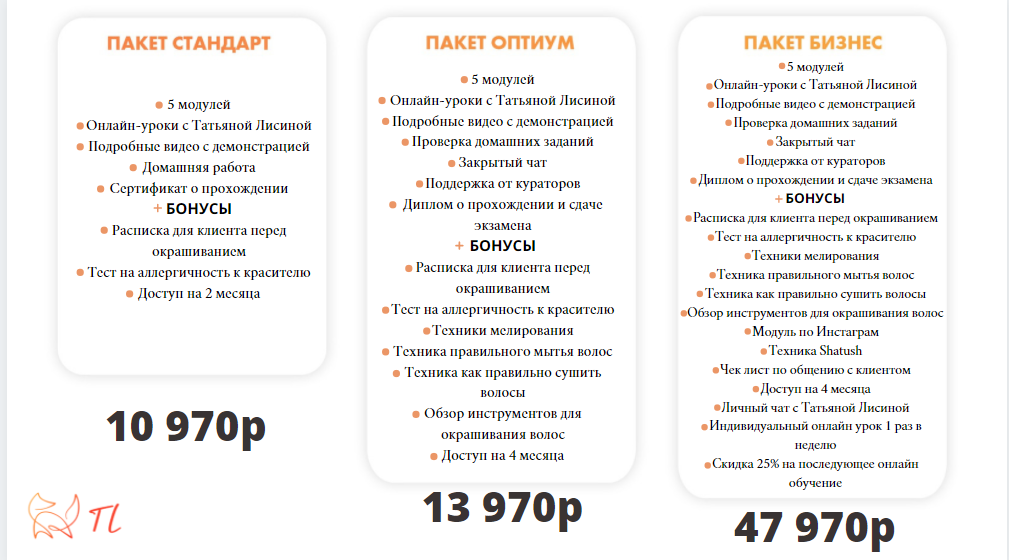 ПАКЕТ СТАНДАРТ
● 5 модулей
● Онлайн-уроки с Татьяной Лисиной
● Подробные видео с демонстрацией
● Домашняя работа
● Сертификат о прохождении
+ БОНУСЫ
● Расписка для клиента перед
окрашиванием
● Тест на аллергичность к красителю
● Доступ на 2 месяца
10 970р
ПАКЕТ ОПТИУМ
● 5 модулей
● Онлайн-уроки с Татьяной Лисиной
● Подробные видео с демонстрацией
● Проверка домашних заданий
● Закрытый чат
● Поддержка от кураторов
● Диплом о прохождении и сдаче
экзамена
+ БОНУСЫ
● Расписка для клиента перед
окрашиванием
● Тест на аллергичность к красителю
● Техники мелирования
● Техника правильного мытья волос
● Техника как правильно сушить
волосы
● Обзор инструментов для
окрашивания волос
● Доступ на 4 месяца
13 970р
ПАКЕТ БИЗНЕС
● 5 модулей
● Онлайн-уроки с Татьяной Лисиной
● Подробные видео с демонстрацией
● Проверка домашних заданий
● Закрытый чат
● Поддержка от кураторов
● Диплом о прохождении и сдаче экзамена
+ БОНУСЫ
● Расписка для клиента перед окрашиванием
● Тест на аллергичность к красителю
● Техники мелирования
● Техника правильного мытья волос
● Техника как правильно сушить волосы
● Обзор инструментов для окрашивания волос
● Модуль по Инстаграм
● Техника Shatush
● Чек лист по общению с клиентом
● Доступ на 4 месяца
● Личный чат с Татьяной Лисиной
● Индивидуальный онлайн урок 1 раз в
неделю
● Скидка 25% на последующее онлайн
обучение
47 970р
TL